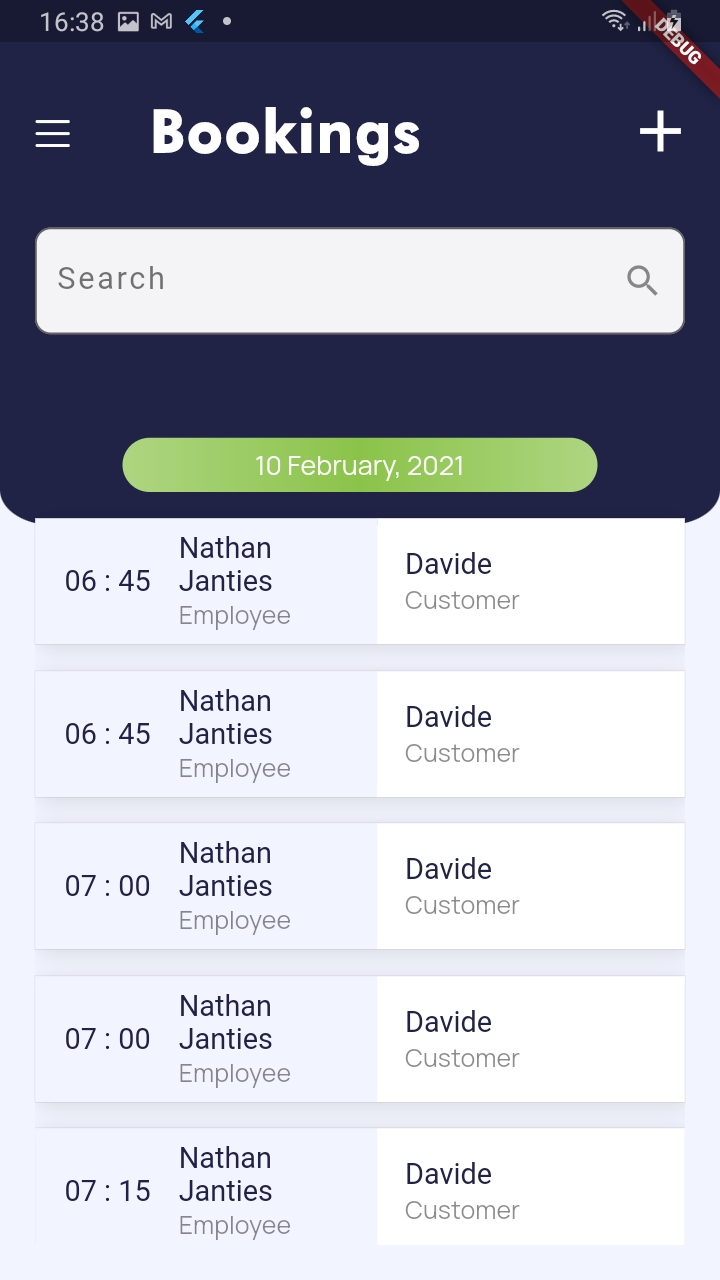 16:38
DEBUG
Bookings
Search
10 February, 2021
06 : 45
Nathan
Janties
Employee
Davide
Customer
06 : 45
Nathan
Janties
Employee
Davide
Customer
07 : 00
Nathan
Janties
Employee
Davide
Customer
07 : 00
Nathan
Janties
Employee
Davide
Customer
07 : 15
Nathan
Janties
Employee
Davide
Customer